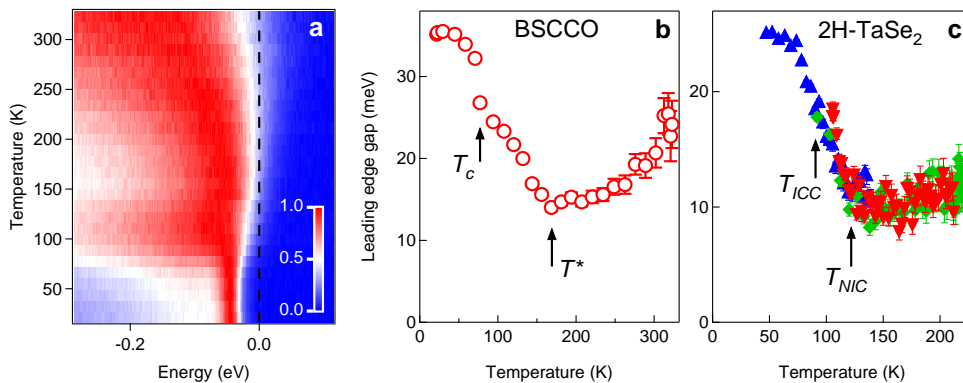 a
Temperature (K)
300
250
200
150
100
50
1.0
0.5
0.0
-0.2
0.0
Energy (eV)
BSCCO
b
Leading edge gap (meV)
30
20
10
0
Tc
T*
0
100
200
300
Temperature (K)
2H-TaSe2
c
30
20
10
0
TICC
TNIC
0
50
100
150
200
Temperature (K)